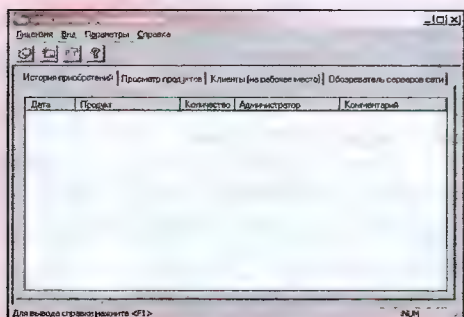 Лицензия Вид Параметры Справка
История приобретений Просмотр продуктов Клиенты (на рабочее место) Обозреватель серверов сети
Дата Продукт Количество Администратор Комментарий
Для вывода справки нажмите <F1> NUM